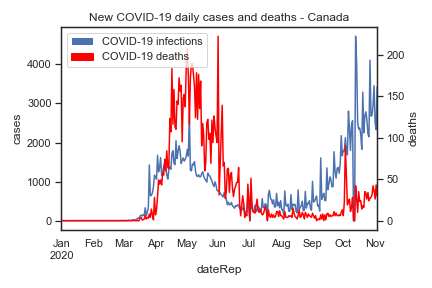 New COVID-19 daily cases and deaths - Canada
COVID-19 infections
COVID-19 deaths
cases
4000
3000
2000
1000
0
deaths
200
150
100
50
0
Jan Feb Mar Apr May Jun Jul Aug Sep Oct Nov
2020
dateRep